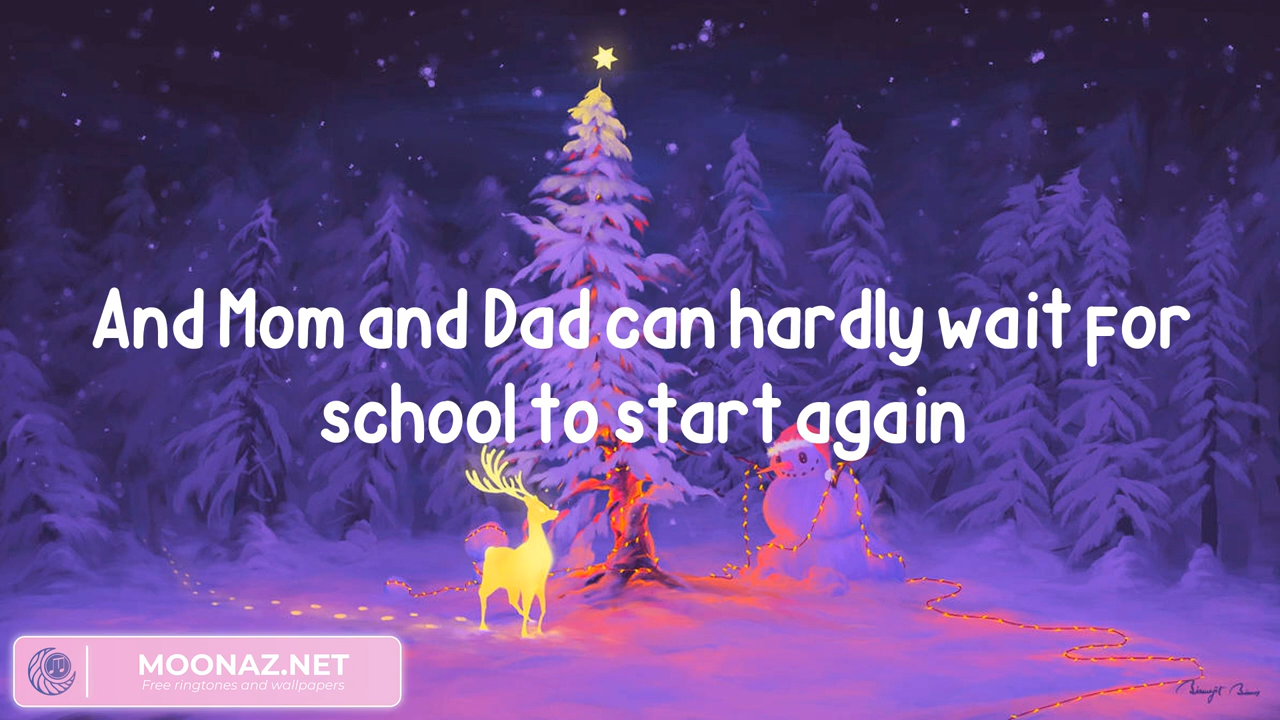 And Mom and Dad can hardly wait for
school to start again
MOONAZ.NET
Free ringtones and wallpapers